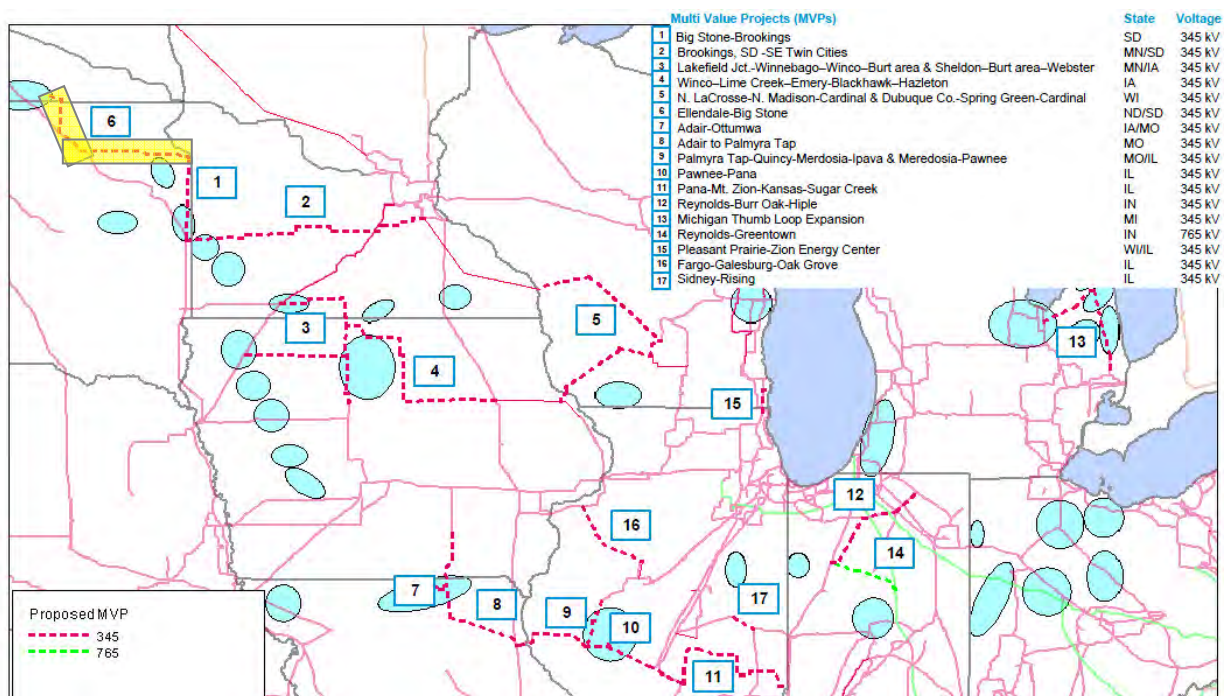 Multi Value Projects (MVPs) State Voltage
1 Big Stone-Brookings SD 345 kV
2 Brookings, SD -SE Twin Cities MN/SD 345 kV
3 Lakefield Jct.-Winnebago–Winco–Burt area & Sheldon–Burt area–Webster MN/IA 345 kV
4 Winco–Lime Creek–Emery-Blackhawk–Hazleton IA 345 kV
5 N. LaCrosse-N. Madison-Cardinal & Dubuque Co.-Spring Green-Cardinal WI 345 kV
6 Ellendale-Big Stone ND/SD 345 kV
7 Adair-Ottumwa IA/MO 345 kV
8 Adair to Palmyra Tap MO 345 kV
9 Palmyra Tap-Quincy-Merdosia-Ipava & Meredosia-Pawnee MO/IL 345 kV
10 Pawnee-Pana IL 345 kV
11 Pana-Mt. Zion-Kansas-Sugar Creek IL 345 kV
12 Reynolds-Burr Oak-Hiple IN 345 kV
13 Michigan Thumb Loop Expansion MI 345 kV
14 Reynolds-Greentown IN 765 kV
15 Pleasant Prairie-Zion Energy Center WI/IL 345 kV
16 Fargo-Galesburg-Oak Grove IL 345 kV
17 Sidney-Rising IL 345 kV
6
1
2
3
5
13
4
15
12
16
14
7
8
9
10
17
11
Proposed MVP
345
765